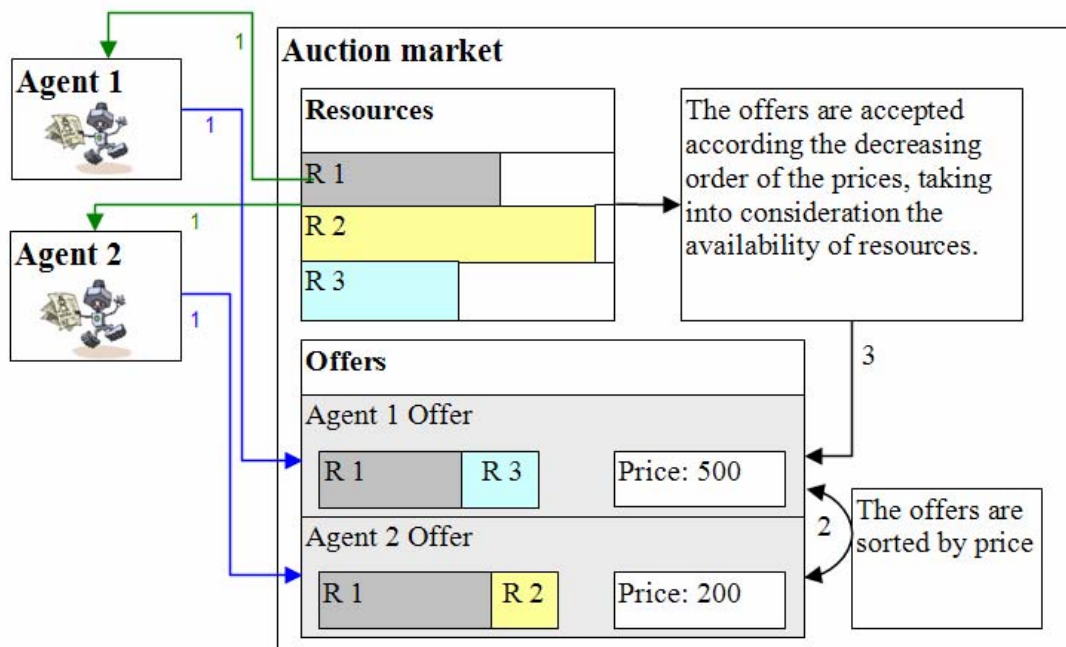 1
Auction market
Agent 1
1
Resources
The offers are accepted
according the decreasing
order of the prices, taking
into consideration the
availability of resources.
R 1
1
Agent 2
R 2
R 3
1
3
Offers
Agent 1 Offer
R 1
R 3
Price: 500
2
The offers are
sorted by price
Agent 2 Offer
R 1
R 2
Price: 200